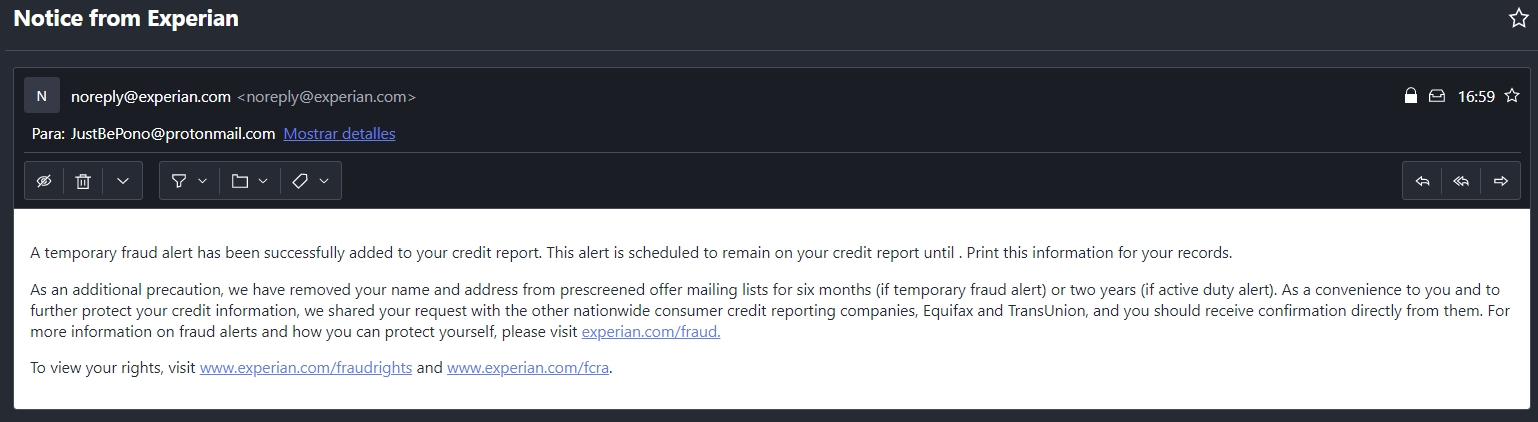 Notice from Experian
N
noreply@experian.com <noreply@experian.com>
16:59
Para: JustBePono@protonmail.com Mostrar detalles
A temporary fraud alert has been successfully added to your credit report. This alert is scheduled to remain on your credit report until . Print this information for your records.
As an additional precaution, we have removed your name and address from prescreened offer mailing lists for six months (if temporary fraud alert) or two years (if active duty alert). As a convenience to you and to
further protect your credit information, we shared your request with the other nationwide consumer credit reporting companies, Equifax and TransUnion, and you should receive confirmation directly from them. For
more information on fraud alerts and how you can protect yourself, please visit experian.com/fraud.
To view your rights, visit www.experian.com/fraudrights and www.experian.com/fcra.